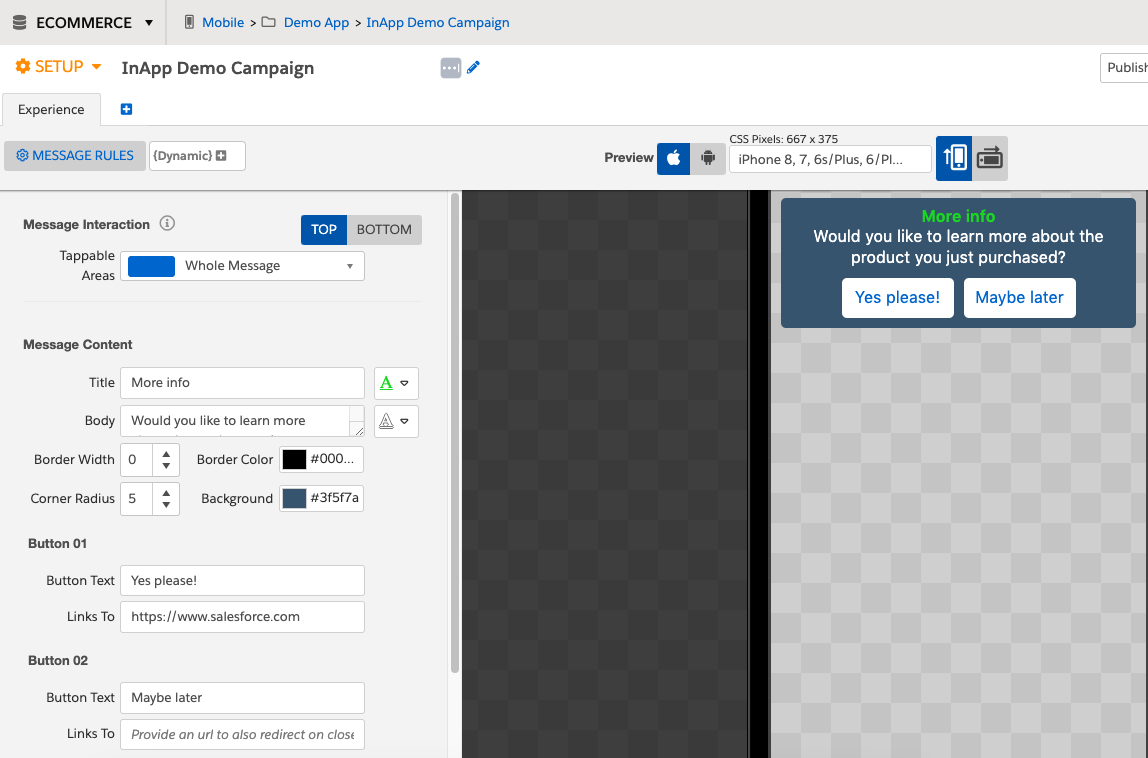 ECOMMERCE
Mobile > Demo App > InApp Demo Campaign
SETUP
InApp Demo Campaign
Publish
Experience
MESSAGE RULES
(Dynamic)
Preview
CSS Pixels: 667 x 375
iPhone 8, 7, 6s/Plus, 6/Pl...
Message Interaction
TOP
BOTTOM
Tappable
Areas
Whole Message
Message Content
Title
More info
A
Body
Would you like to learn more
A
Border Width
0
Border Color
#000...
Corner Radius
5
Background
#3f5f7a
Button 01
Button Text
Yes please!
Links To
https://www.salesforce.com
Button 02
Button Text
Maybe later
Links To
Provide an url to also redirect on close
More info
Would you like to learn more about the
product you just purchased?
Yes please!
Maybe later